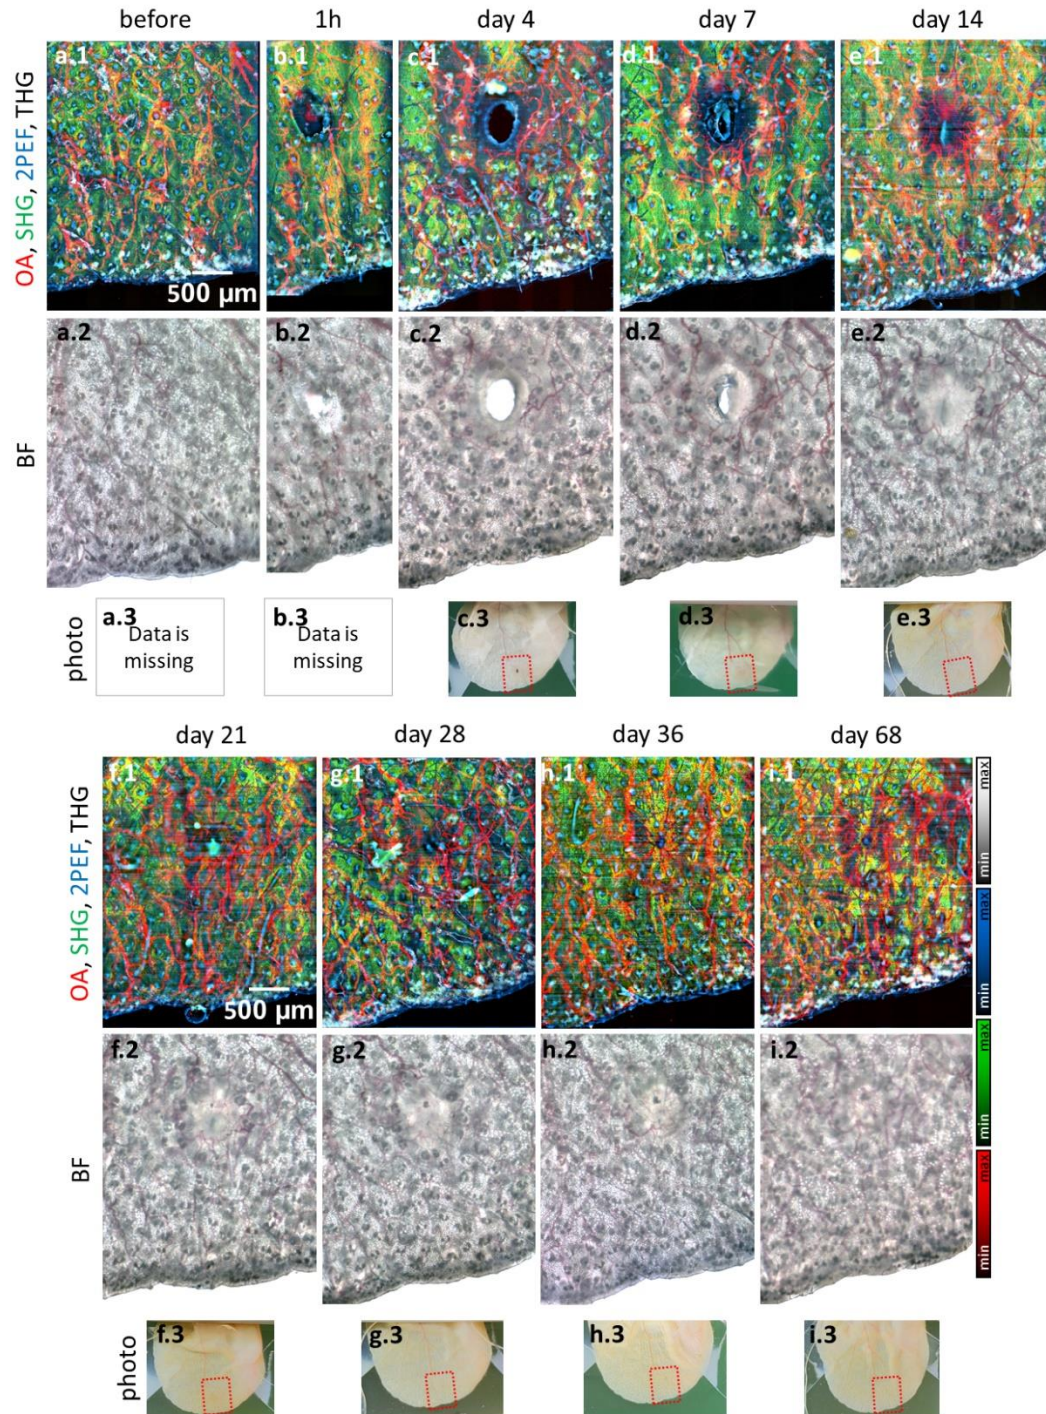 before 1h day 4 day 7 day 14
OA, SHG, 2PEF, THG
a.1 b.1 c.1 d.1 e.1
500 µm
BF
a.2 b.2 c.2 d.2 e.2
photo
a.3 b.3 c.3 d.3 e.3
Data is Data is
missing missing
day 21 day 28 day 36 day 68
OA, SHG, 2PEF, THG
f.1 g.1 h.1 i.1
500 µm
min max
min max
min max
min max
BF
f.2 g.2 h.2 i.2
photo
f.3 g.3 h.3 i.3